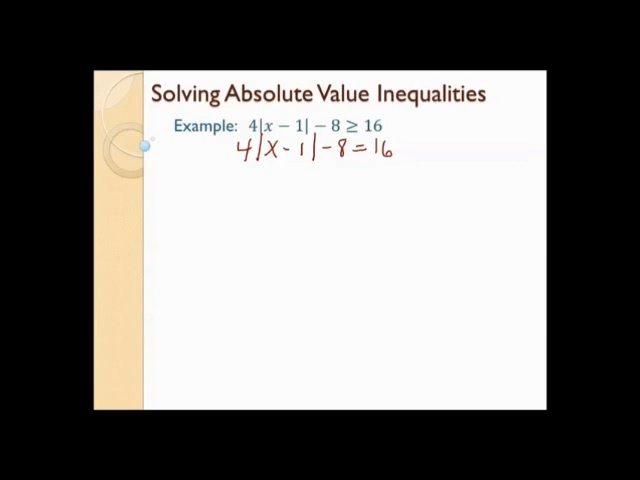 Solving Absolute Value Inequalities
Example: 4|x − 1| − 8 ≥ 16
4|x - 1| - 8 = 16